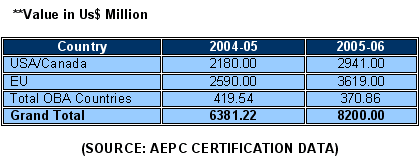 **Value in Us$ Million
Country 2004-05 2005-06
USA/Canada 2180.00 2941.00
EU 2590.00 3619.00
Total OBA Countries 419.54 370.86
Grand Total 6381.22 8200.00
(SOURCE: AEPC CERTIFICATION DATA)